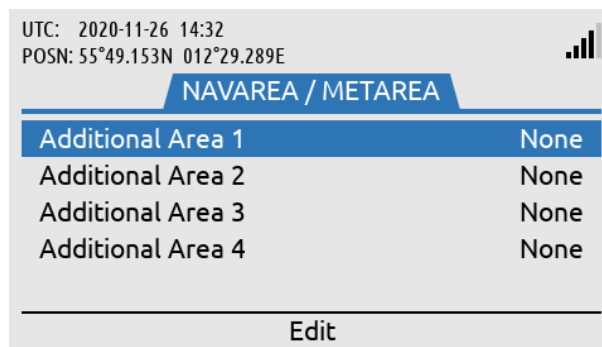 UTC: 2020-11-26 14:32
POSN: 55°49.153N 012°29.289E
NAVAREA / METAREA
Additional Area 1 None
Additional Area 2 None
Additional Area 3 None
Additional Area 4 None
Edit